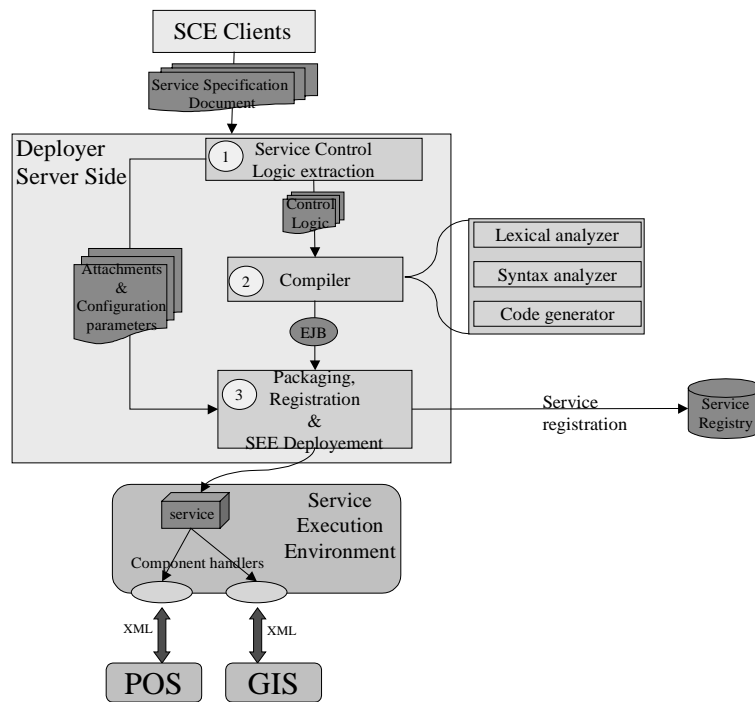 SCE Clients
Service Specification
Document
Deployer
Server Side
1
Service Control
Logic extraction
Control
Logic
Attachments
&
Configuration
parameters
2
Compiler
Lexical analyzer
Syntax analyzer
Code generator
EJB
3
Packaging,
Registration
&
SEE Deployement
Service
registration
Service
Registry
service
Service
Execution
Environment
Component handlers
XML
XML
POS
GIS